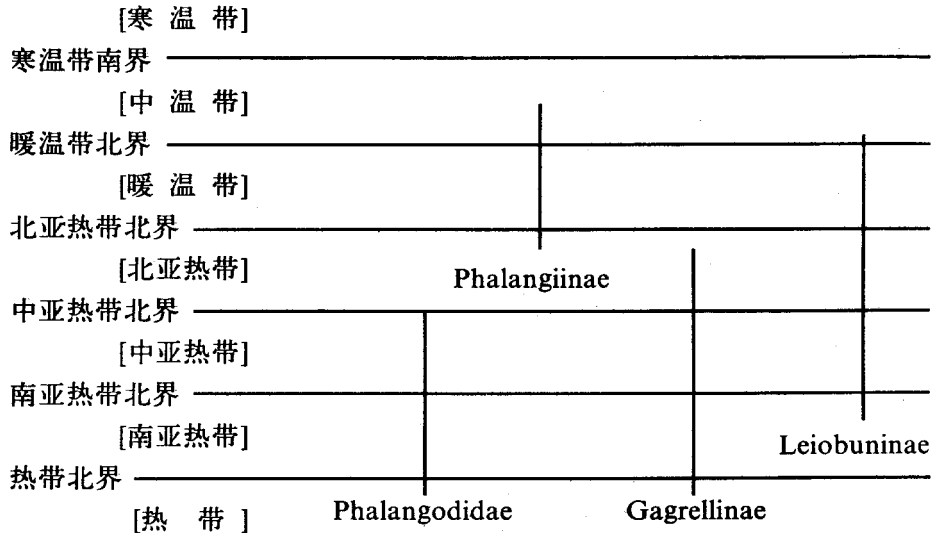 [寒 温 带]
寒温带南界
[中 温 带]
暖温带北界
[暖 温 带]
北亚热带北界
[北亚热带]
Phalangiinae
中亚热带北界
[中亚热带]
南亚热带北界
[南亚热带]
Leiobuninae
热带北界
[热 带 ]
Phalangodidae
Gagrellinae